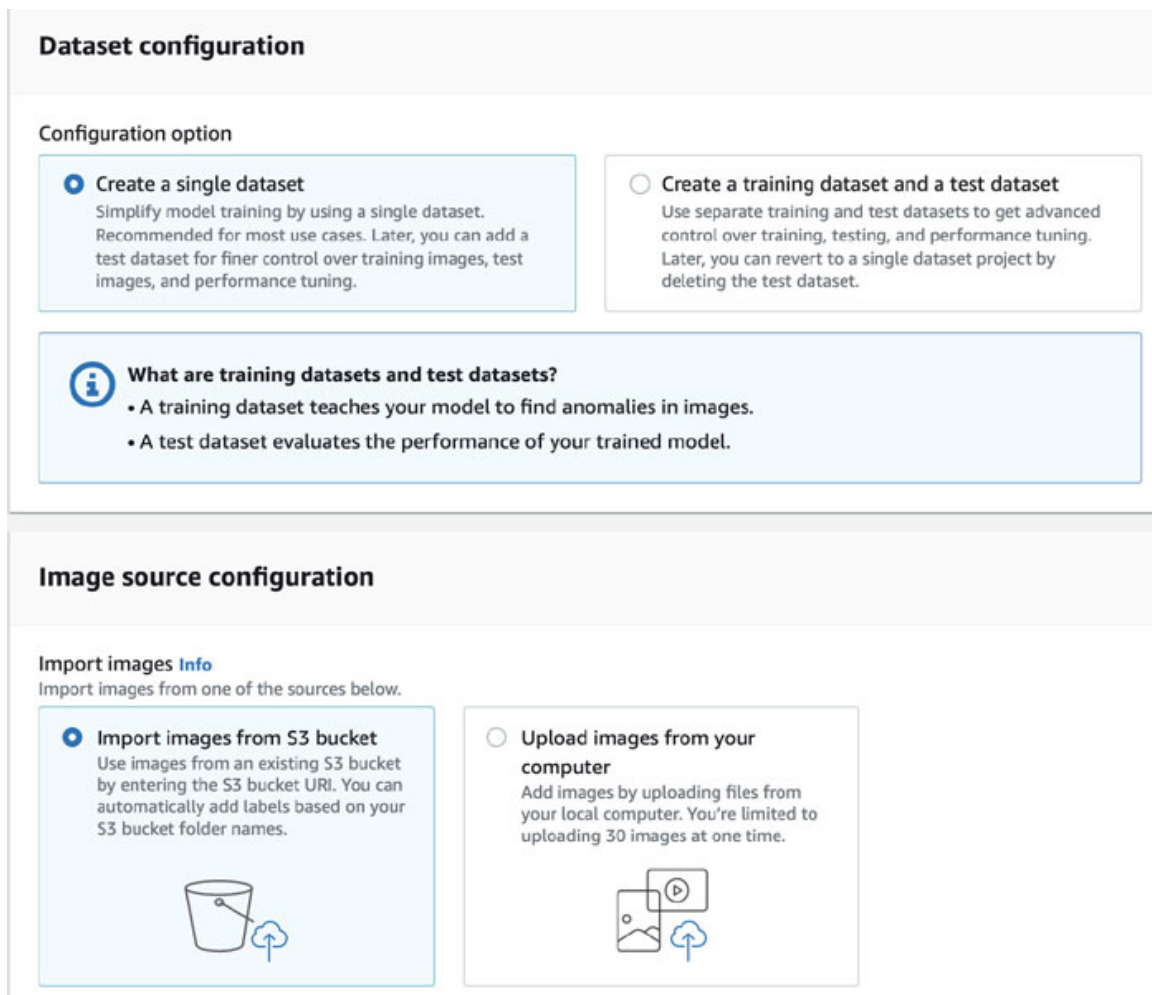 Dataset configuration
Configuration option
Create a single dataset
Simplify model training by using a single dataset.
Recommended for most use cases. Later, you can add a
test dataset for finer control over training images, test
images, and performance tuning.
Create a training dataset and a test dataset
Use separate training and test datasets to get advanced
control over training, testing, and performance tuning.
Later, you can revert to a single dataset project by
deleting the test dataset.
What are training datasets and test datasets?
• A training dataset teaches your model to find anomalies in images.
• A test dataset evaluates the performance of your trained model.
Image source configuration
Import images Info
Import images from one of the sources below.
Import images from S3 bucket
Use images from an existing S3 bucket
by entering the S3 bucket URI. You can
automatically add labels based on your
S3 bucket folder names.
Upload images from your
computer
Add images by uploading files from
your local computer. You're limited to
uploading 30 images at one time.